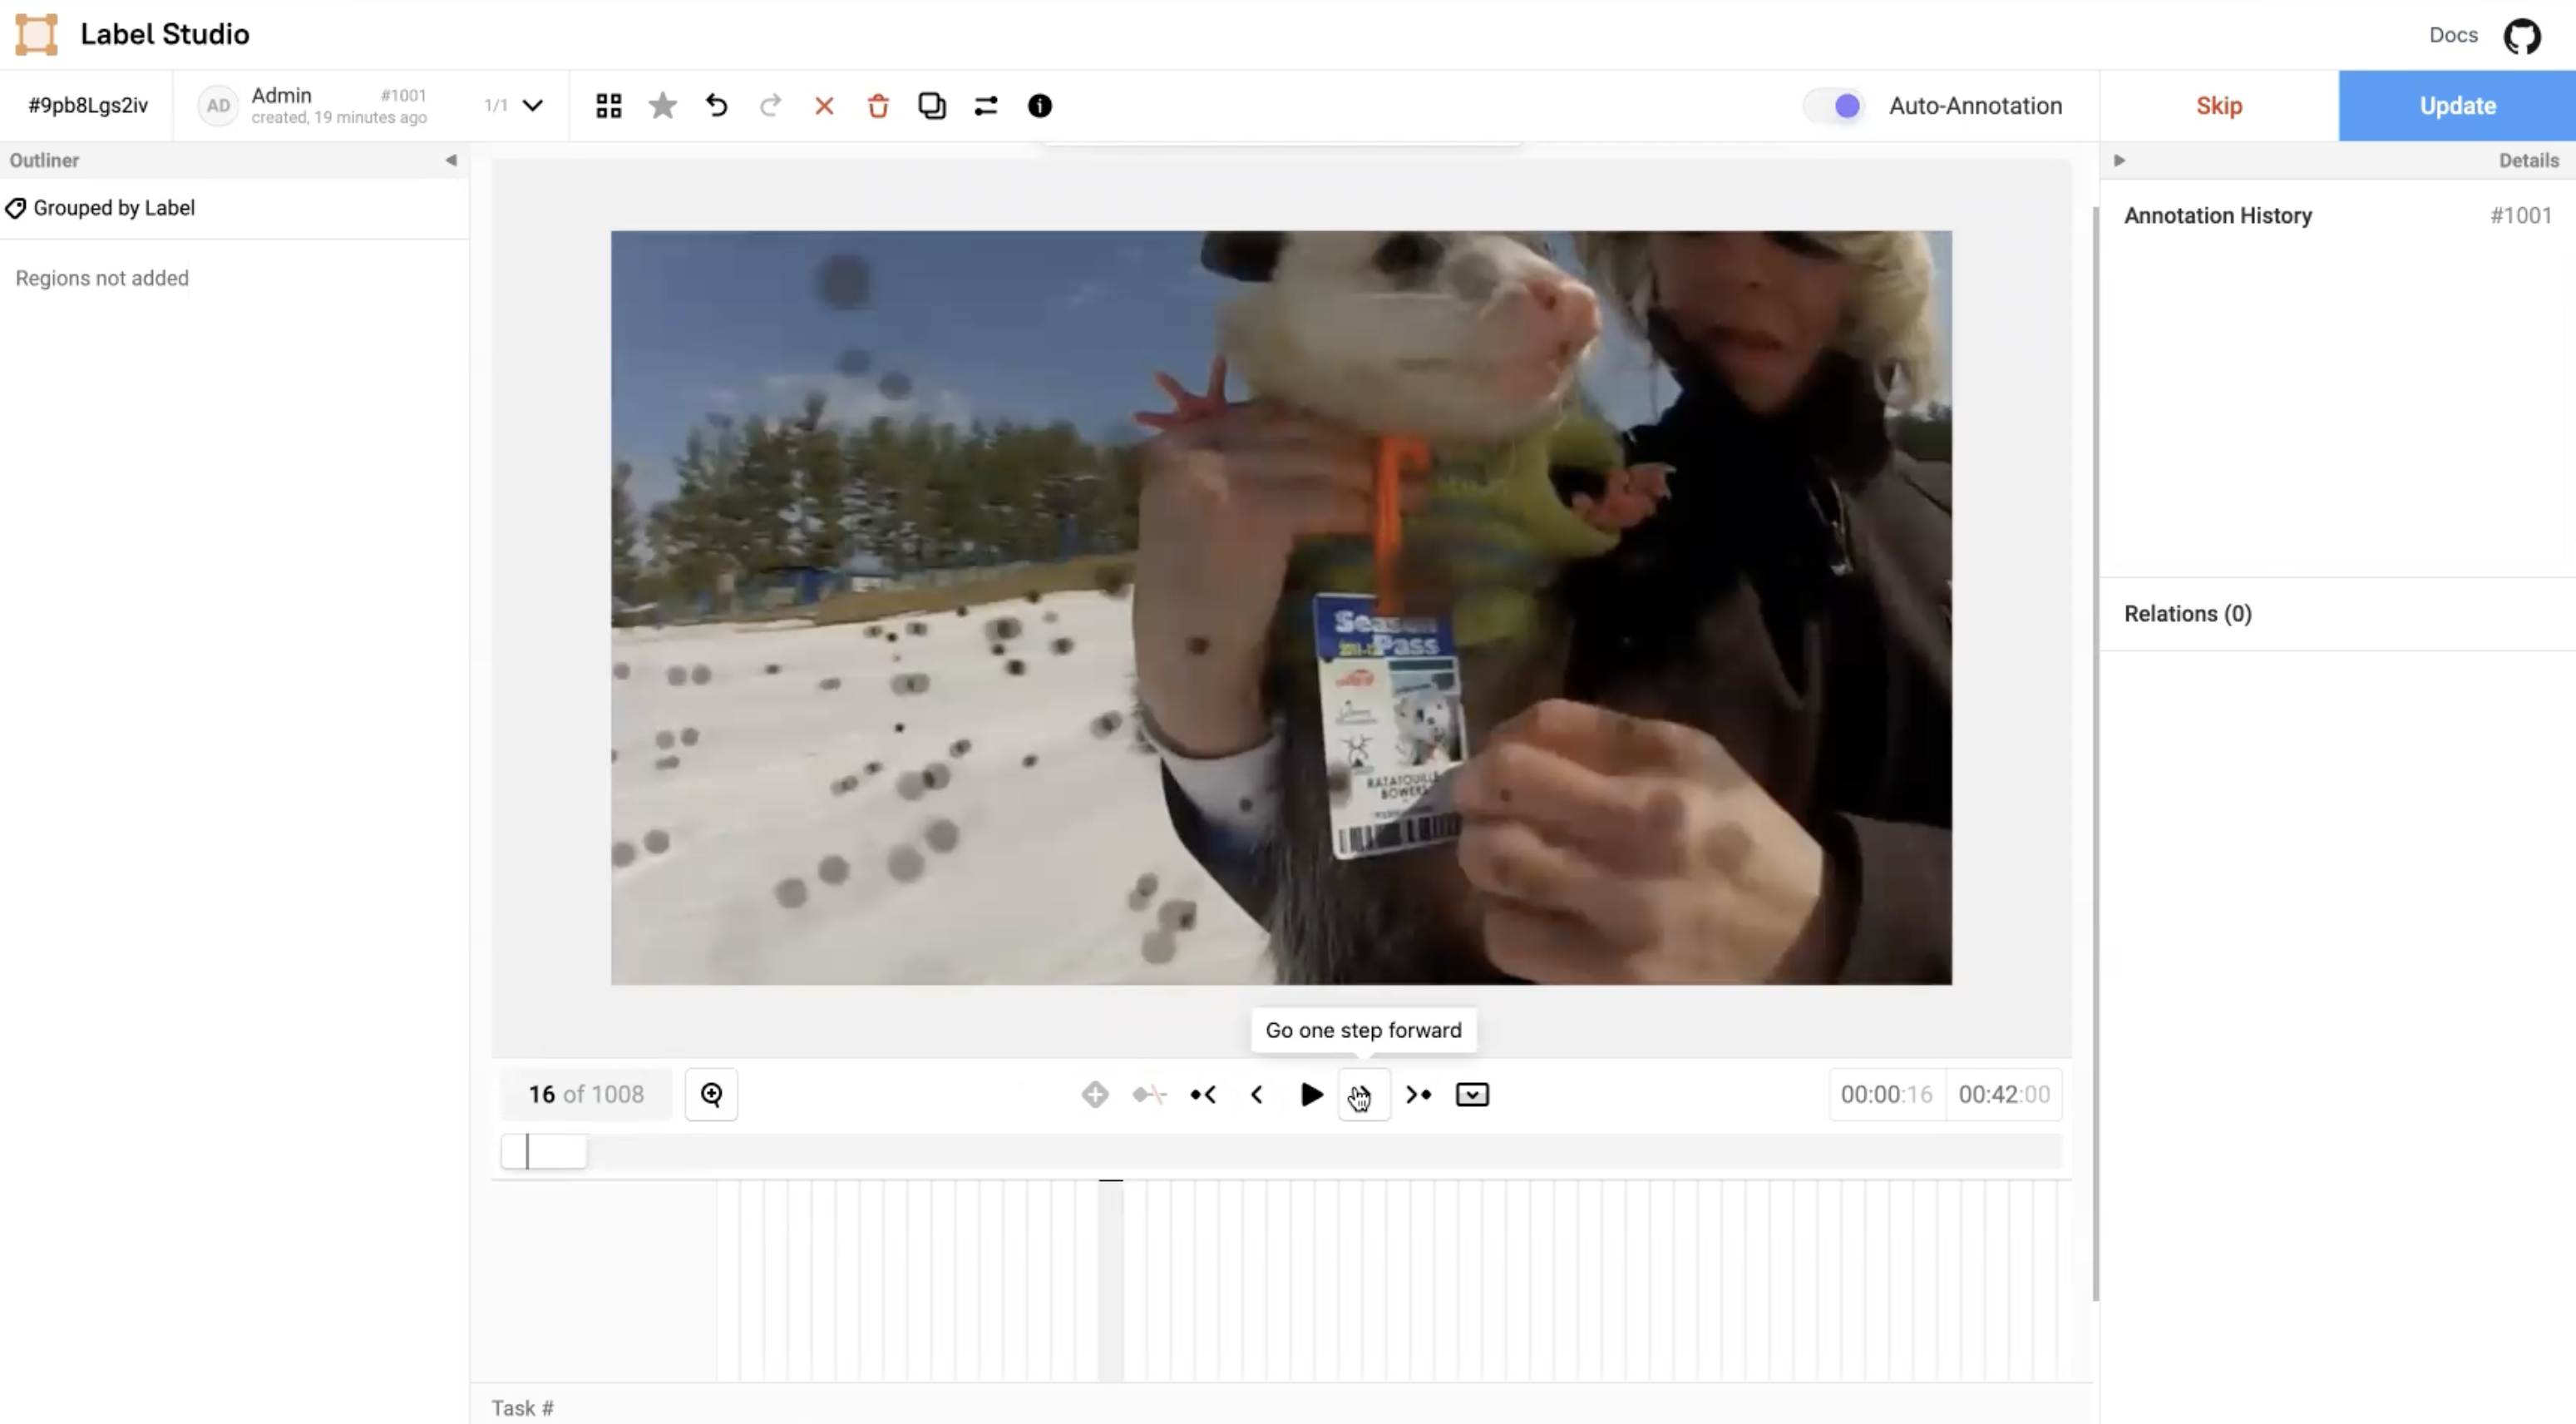 Label Studio
Docs
#9pb8Lgs2iv
AD
Admin #1001
created, 19 minutes ago
1/1
Auto-Annotation
Skip
Update
Outliner
Details
Grouped by Label
Annotation History #1001
Regions not added
Relations (0)
Season
Pass
RATATOUILLE
BOWERS
Go one step forward
16 of 1008
00:00:16
00:42:00
Task #